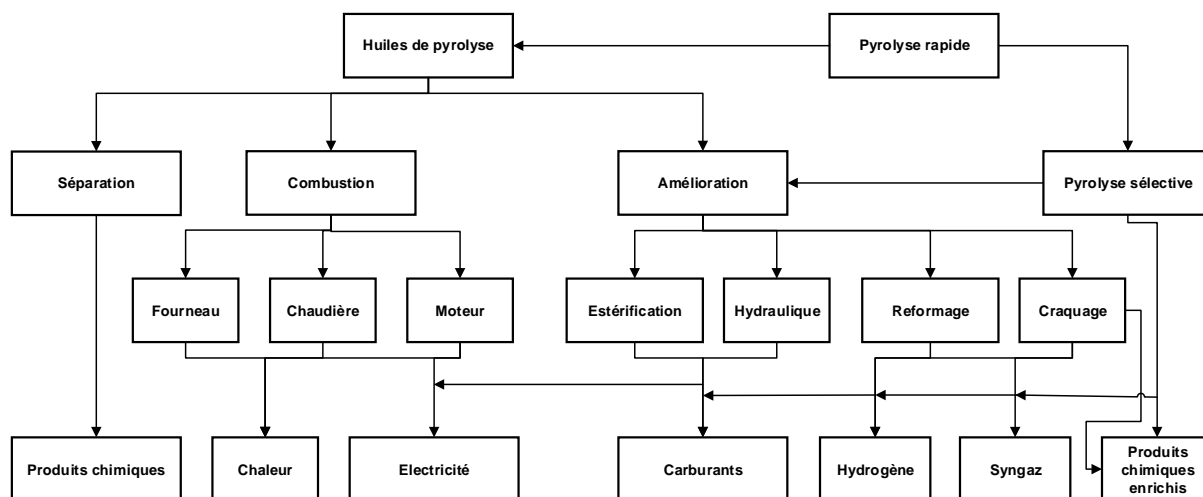 Huiles de pyrolyse
Pyrolyse rapide
Séparation
Combustion
Amélioration
Pyrolyse sélective
Fourneau
Chaudière
Moteur
Estérification
Hydraulique
Reformage
Craquage
Produits chimiques
Chaleur
Electricité
Carburants
Hydrogène
Syngaz
Produits
chimiques
enrichis